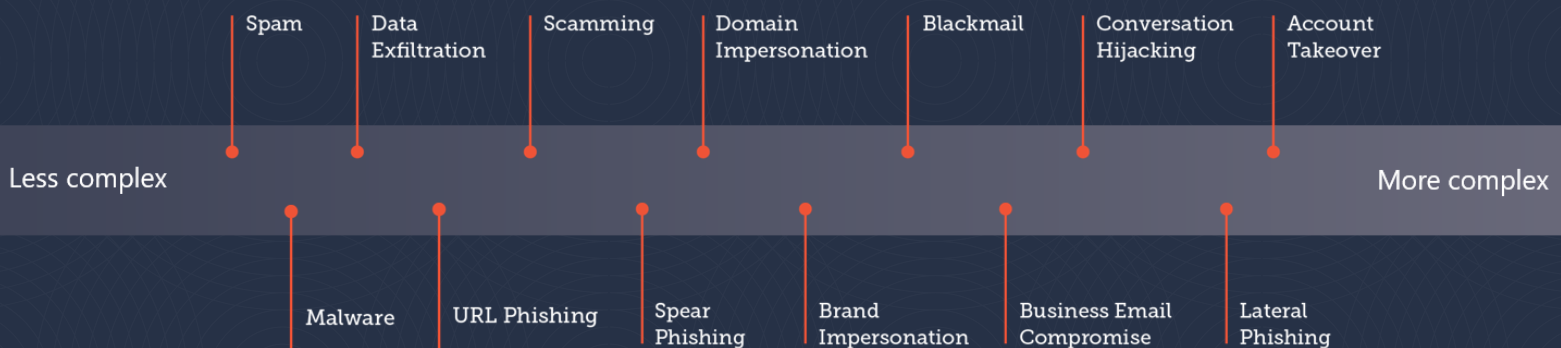 Spam
Data
Exfiltration
Scamming
Domain
Impersonation
Blackmail
Conversation
Hijacking
Account
Takeover
Less complex
More complex
Malware
URL Phishing
Spear
Phishing
Brand
Impersonation
Business Email
Compromise
Lateral
Phishing